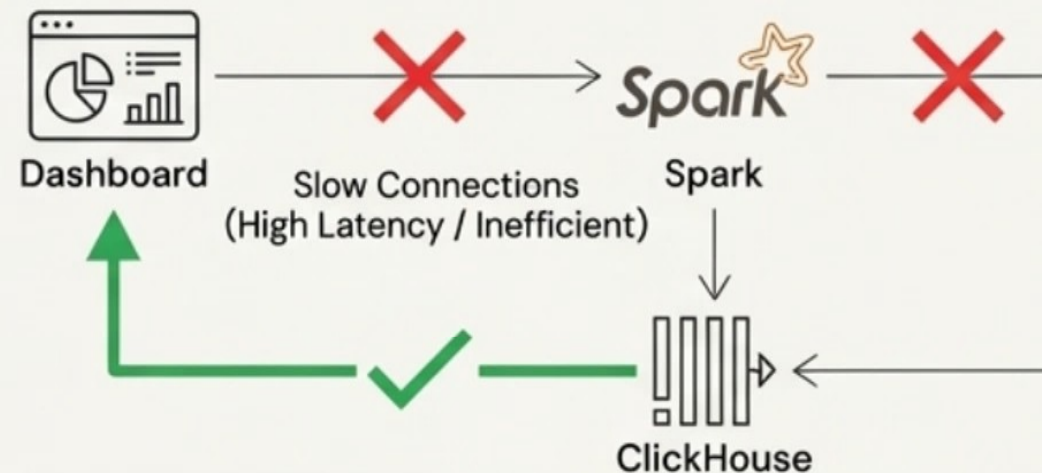 Spark
Dashboard
Slow Connections
(High Latency / Inefficient)
Spark
ClickHouse